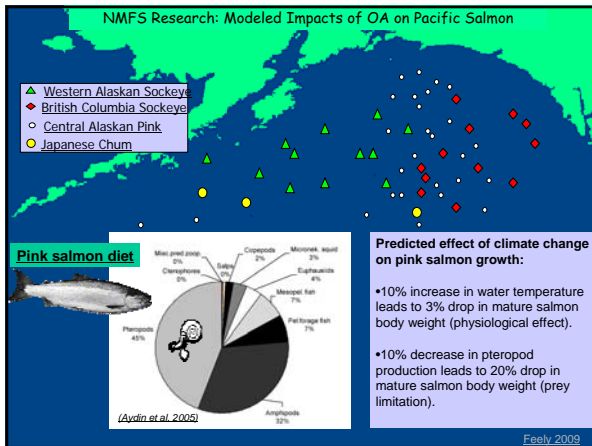 NMFS Research: Modeled Impacts of OA on Pacific Salmon
Western Alaskan Sockeye
British Columbia Sockeye
Central Alaskan Pink
Japanese Chum
Pink salmon diet
Misc.pred.zoop.
0%
Ctenophores
0%
Salps
0%
Copepods
2%
Micronek. squid
3%
Euphausiids
4%
Mesopel. fish
7%
Pel.forage fish
7%
Amphipods
32%
Pteropods
45%
(Aydin et al. 2005)
Predicted effect of climate change
on pink salmon growth:
•10% increase in water temperature
leads to 3% drop in mature salmon
body weight (physiological effect).
•10% decrease in pteropod
production leads to 20% drop in
mature salmon body weight (prey
limitation).
Feely 2009